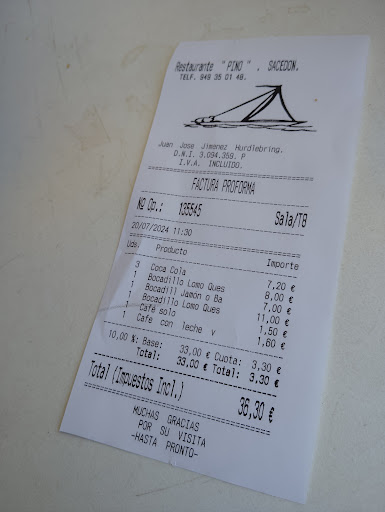 Restaurante "PINO" . SACEDON.
TELF. 949 35 01 48.
Juan Jose Jimenez Hurdlebring.
D.N.I. 3.094.359. P
I.V.A. INCLUIDO.
FACTURA PROFORMA
Nº Op.: 135545 Sala/T8
20/07/2024 11:30
Uds. Producto Importe
3 Coca Cola 7,20 €
1 Bocadillo Lomo Ques 8,00 €
1 Bocadill Jamón o Ba 7,00 €
1 Bocadillo Lomo Ques 11,00 €
1 Café solo 1,50 €
1 Cafe con leche v 1,60 €
10,00 %: Base: 33,00 € Cuota: 3,30 €
Total: 33,00 € Total: 3,30 €
Total (Impuestos Incl.) 36,30 €
MUCHAS GRACIAS
POR SU VISITA
-HASTA PRONTO-